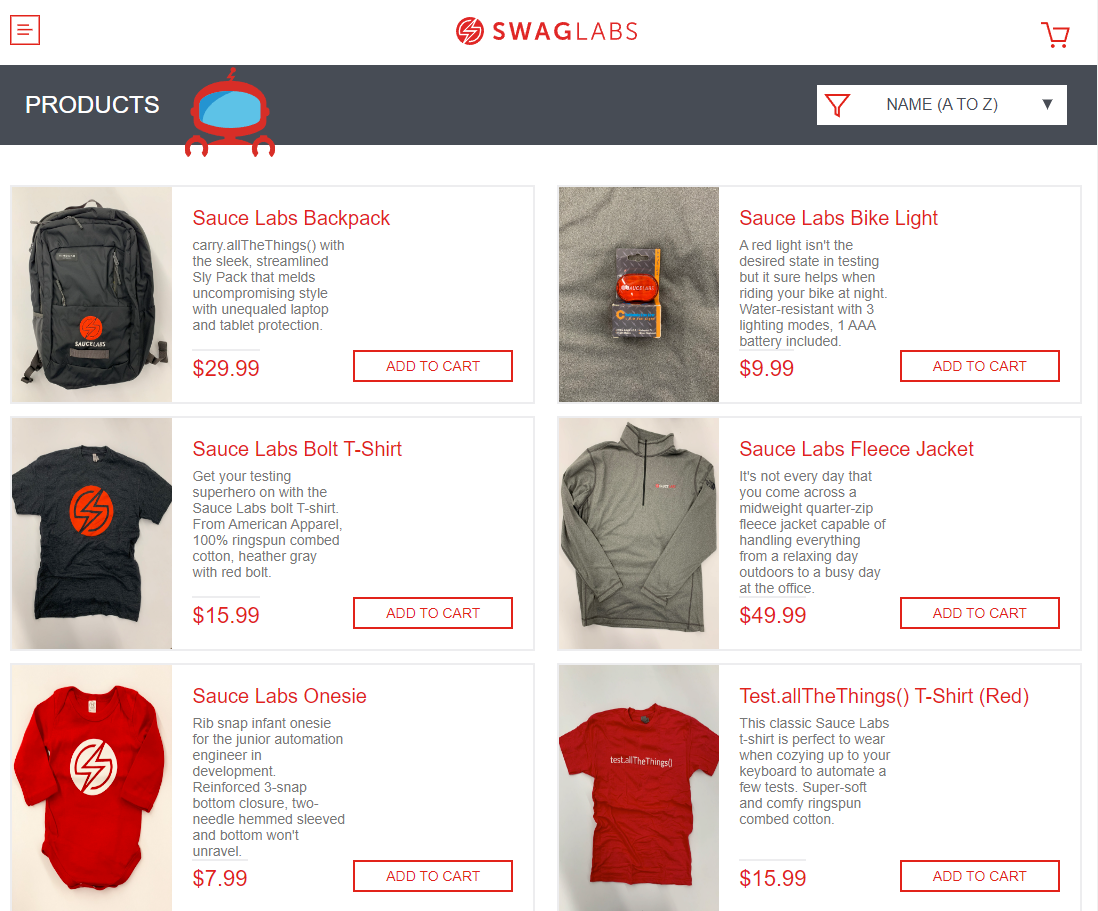 SWAGLABS
PRODUCTS
NAME (A TO Z)
Sauce Labs Backpack
carry.allTheThings() with
the sleek, streamlined
Sly Pack that melds
uncompromising style
with unequaled laptop
and tablet protection.
$29.99
ADD TO CART
SAUCELABS
Sauce Labs Bike Light
A red light isn't the
desired state in testing
but it sure helps when
riding your bike at night.
Water-resistant with 3
lighting modes, 1 AAA
battery included.
$9.99
ADD TO CART
SAUCELABS
Sauce Labs Bolt T-Shirt
Get your testing
superhero on with the
Sauce Labs bolt T-shirt.
From American Apparel,
100% ringspun combed
cotton, heather gray
with red bolt.
$15.99
ADD TO CART
Sauce Labs Fleece Jacket
It's not every day that
you come across a
midweight quarter-zip
fleece jacket capable of
handling everything
from a relaxing day
outdoors to a busy day
at the office.
$49.99
ADD TO CART
Sauce Labs Onesie
Rib snap infant onesie
for the junior automation
engineer in
development.
Reinforced 3-snap
bottom closure, two-
needle hemmed sleeved
and bottom won't
unravel.
$7.99
ADD TO CART
Test.allTheThings() T-Shirt (Red)
This classic Sauce Labs
t-shirt is perfect to wear
when cozying up to your
keyboard to automate a
few tests. Super-soft
and comfy ringspun
combed cotton.
$15.99
ADD TO CART
test.allTheThings()